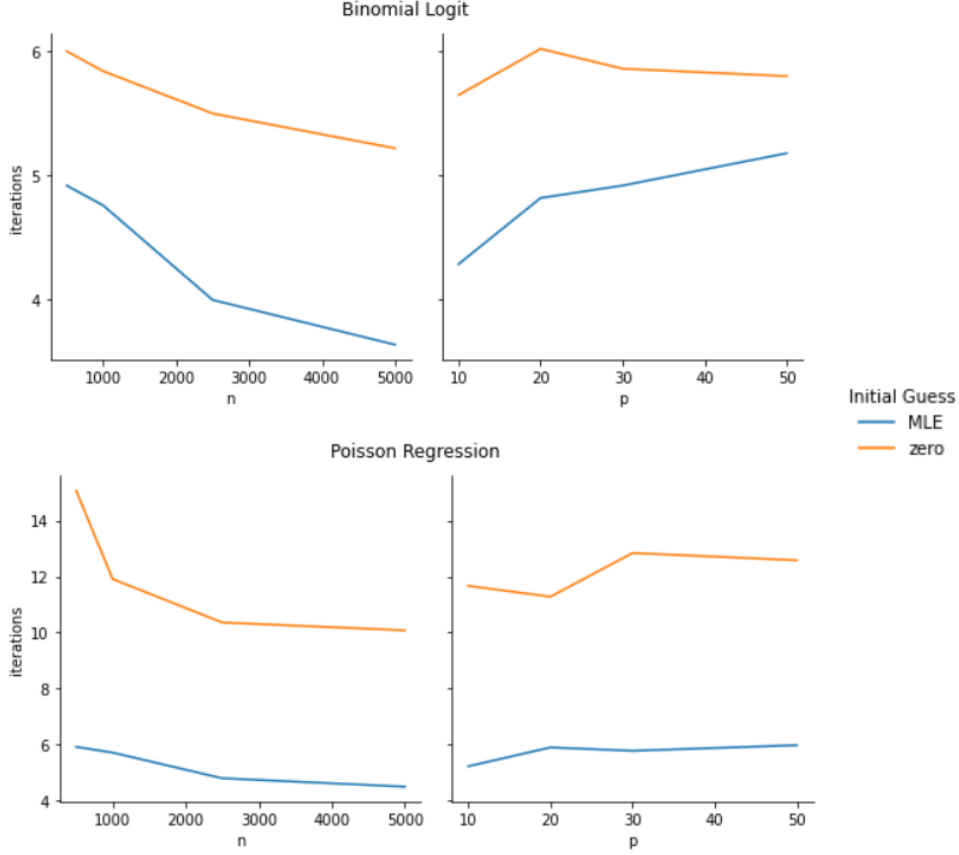 Binomial Logit
6
5
4
iterations
1000 2000 3000 4000 5000
n
10 20 30 40 50
p
Initial Guess
MLE
zero
Poisson Regression
14
12
10
8
6
4
iterations
1000 2000 3000 4000 5000
n
10 20 30 40 50
p